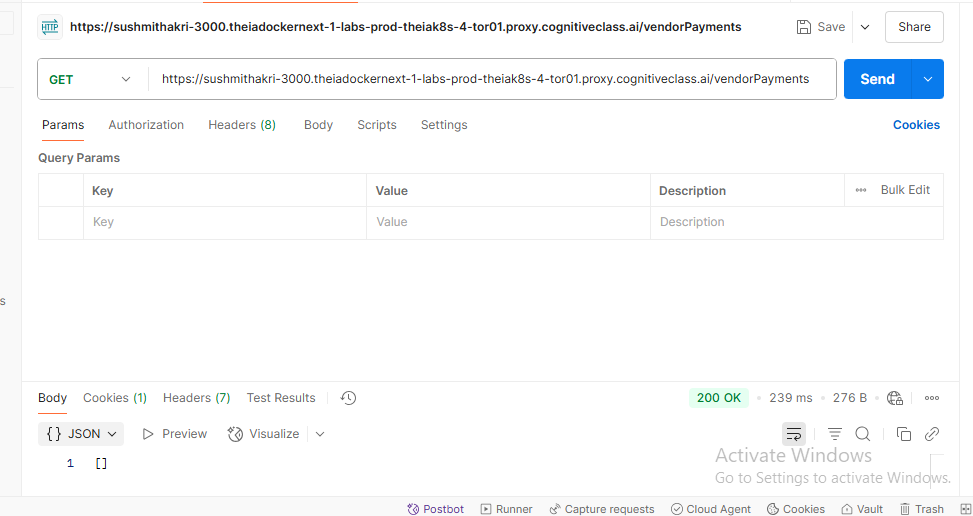 HTTP https://sushmithakri-3000.theiadockernext-1-labs-prod-theiak8s-4-tor01.proxy.cognitiveclass.ai/vendorPayments Save Share
GET https://sushmithakri-3000.theiadockernext-1-labs-prod-theiak8s-4-tor01.proxy.cognitiveclass.ai/vendorPayments Send
Params Authorization Headers (8) Body Scripts Settings Cookies
Query Params
Key Value Description Bulk Edit
Key Value Description
s
Body Cookies (1) Headers (7) Test Results 200 OK • 239 ms • 276 B •
{} JSON Preview Visualize
1 []
Activate Windows
Go to Settings to activate Windows.
Postbot Runner Capture requests Cloud Agent Cookies Vault Trash